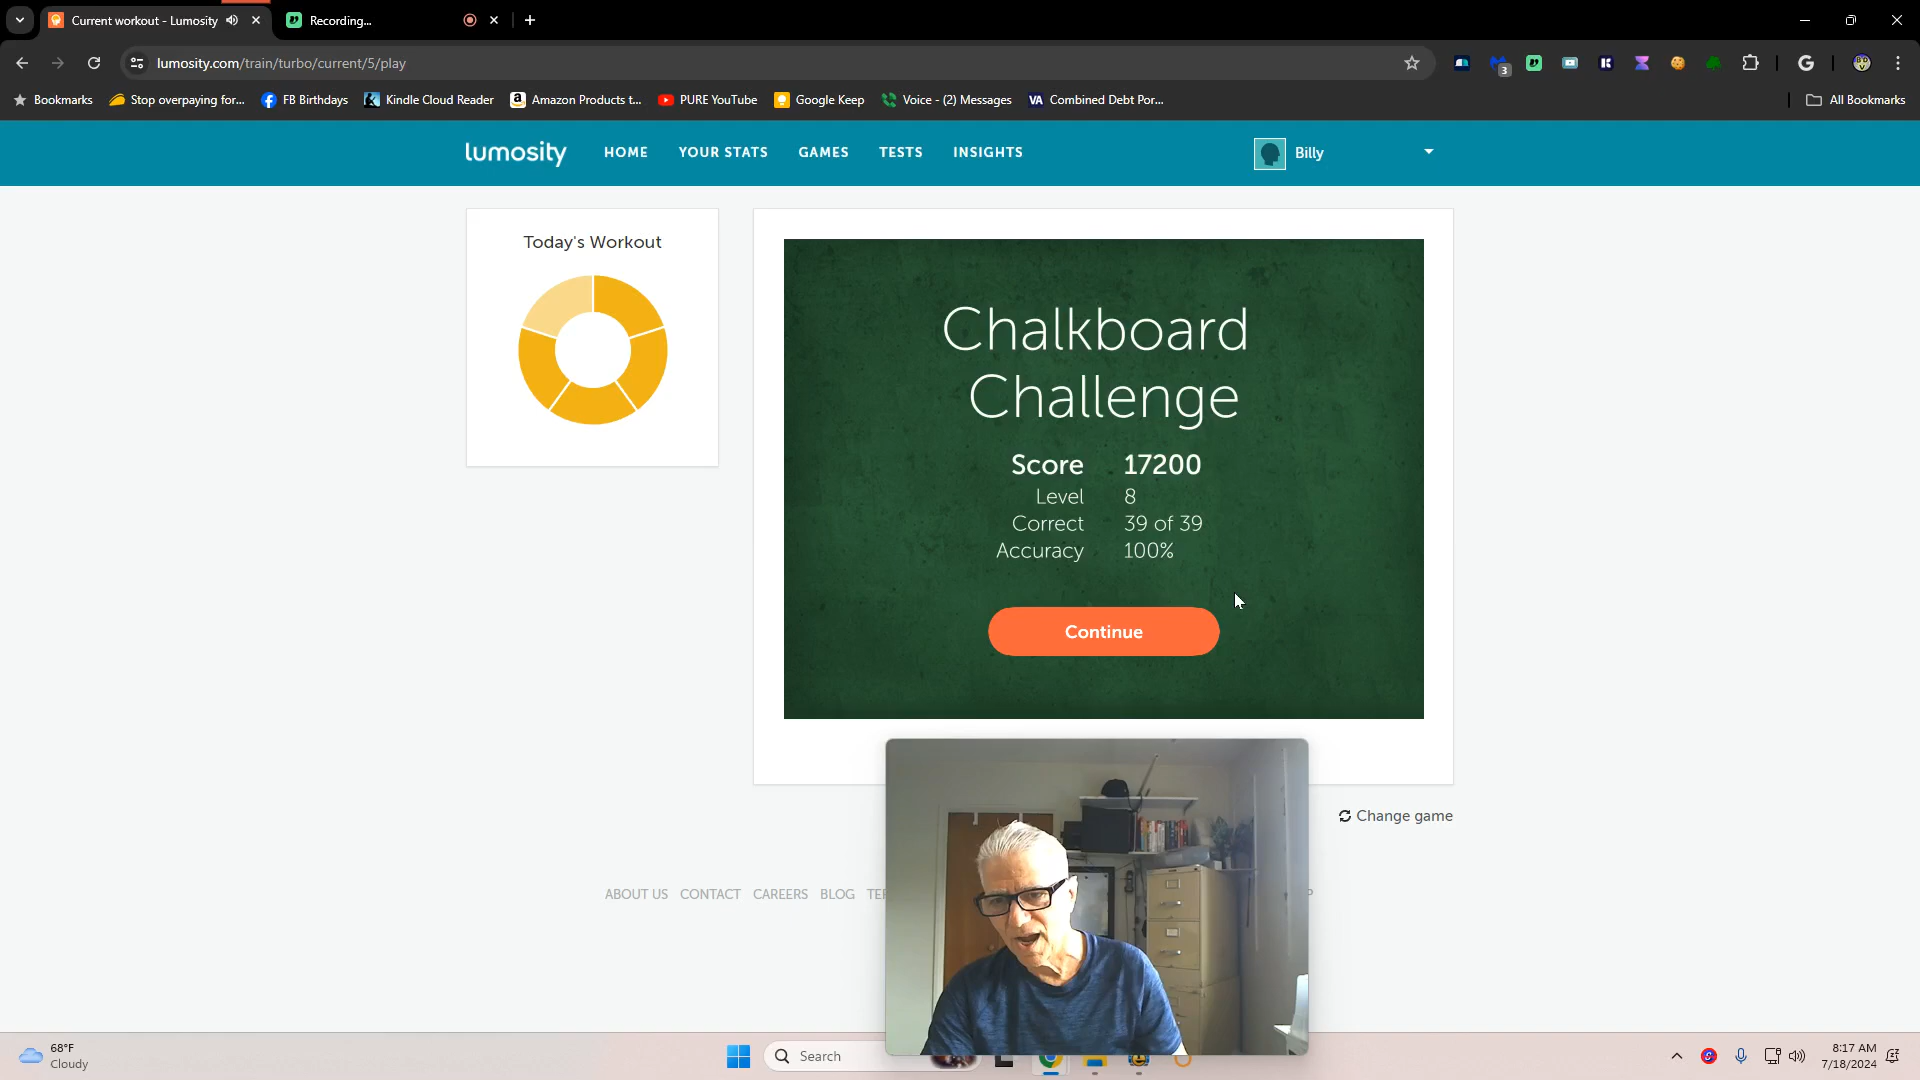 Current workout - Lumosity
Recording...
lumosity.com/train/turbo/current/5/play
3
Bookmarks
Stop overpaying for...
FB Birthdays
Kindle Cloud Reader
Amazon Products t...
PURE YouTube
Google Keep
Voice - (2) Messages
VA Combined Debt Por...
All Bookmarks
lumosity
HOME
YOUR STATS
GAMES
TESTS
INSIGHTS
Billy
Today's Workout
Chalkboard
Challenge
Score 17200
Level 8
Correct 39 of 39
Accuracy 100%
Continue
Change game
ABOUT US
CONTACT
CAREERS
BLOG
68°F
Cloudy
Search
8:17 AM
7/18/2024